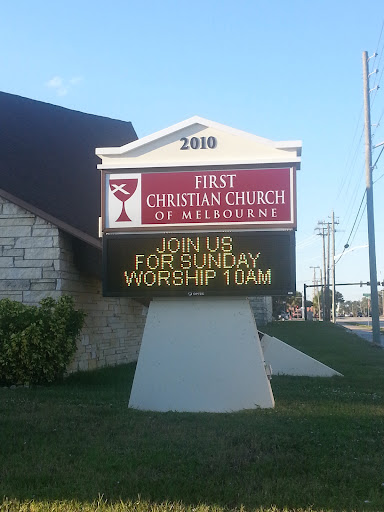 2010
FIRST
CHRISTIAN CHURCH
OF MELBOURNE
JOIN US
FOR SUNDAY
WORSHIP 10AM